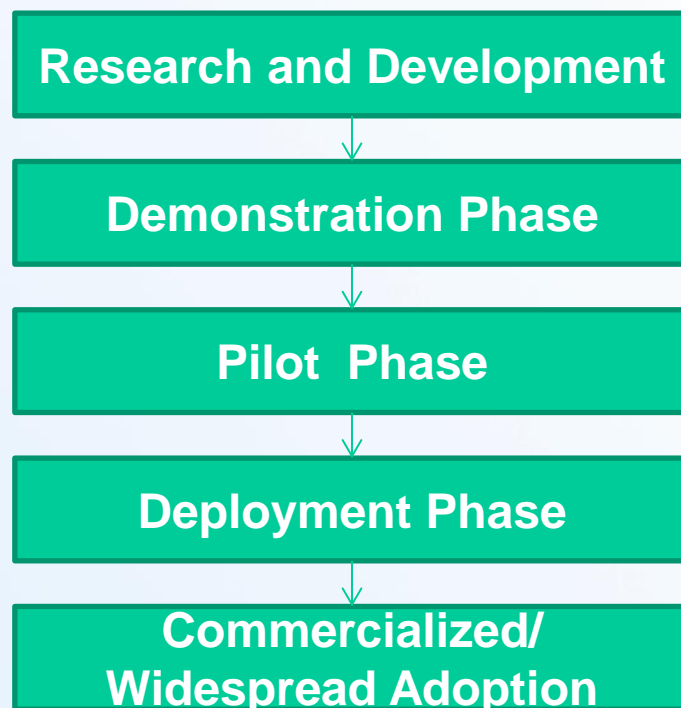 Research and Development
Demonstration Phase
Pilot  Phase
Deployment Phase
Commercialized/
Widespread Adoption